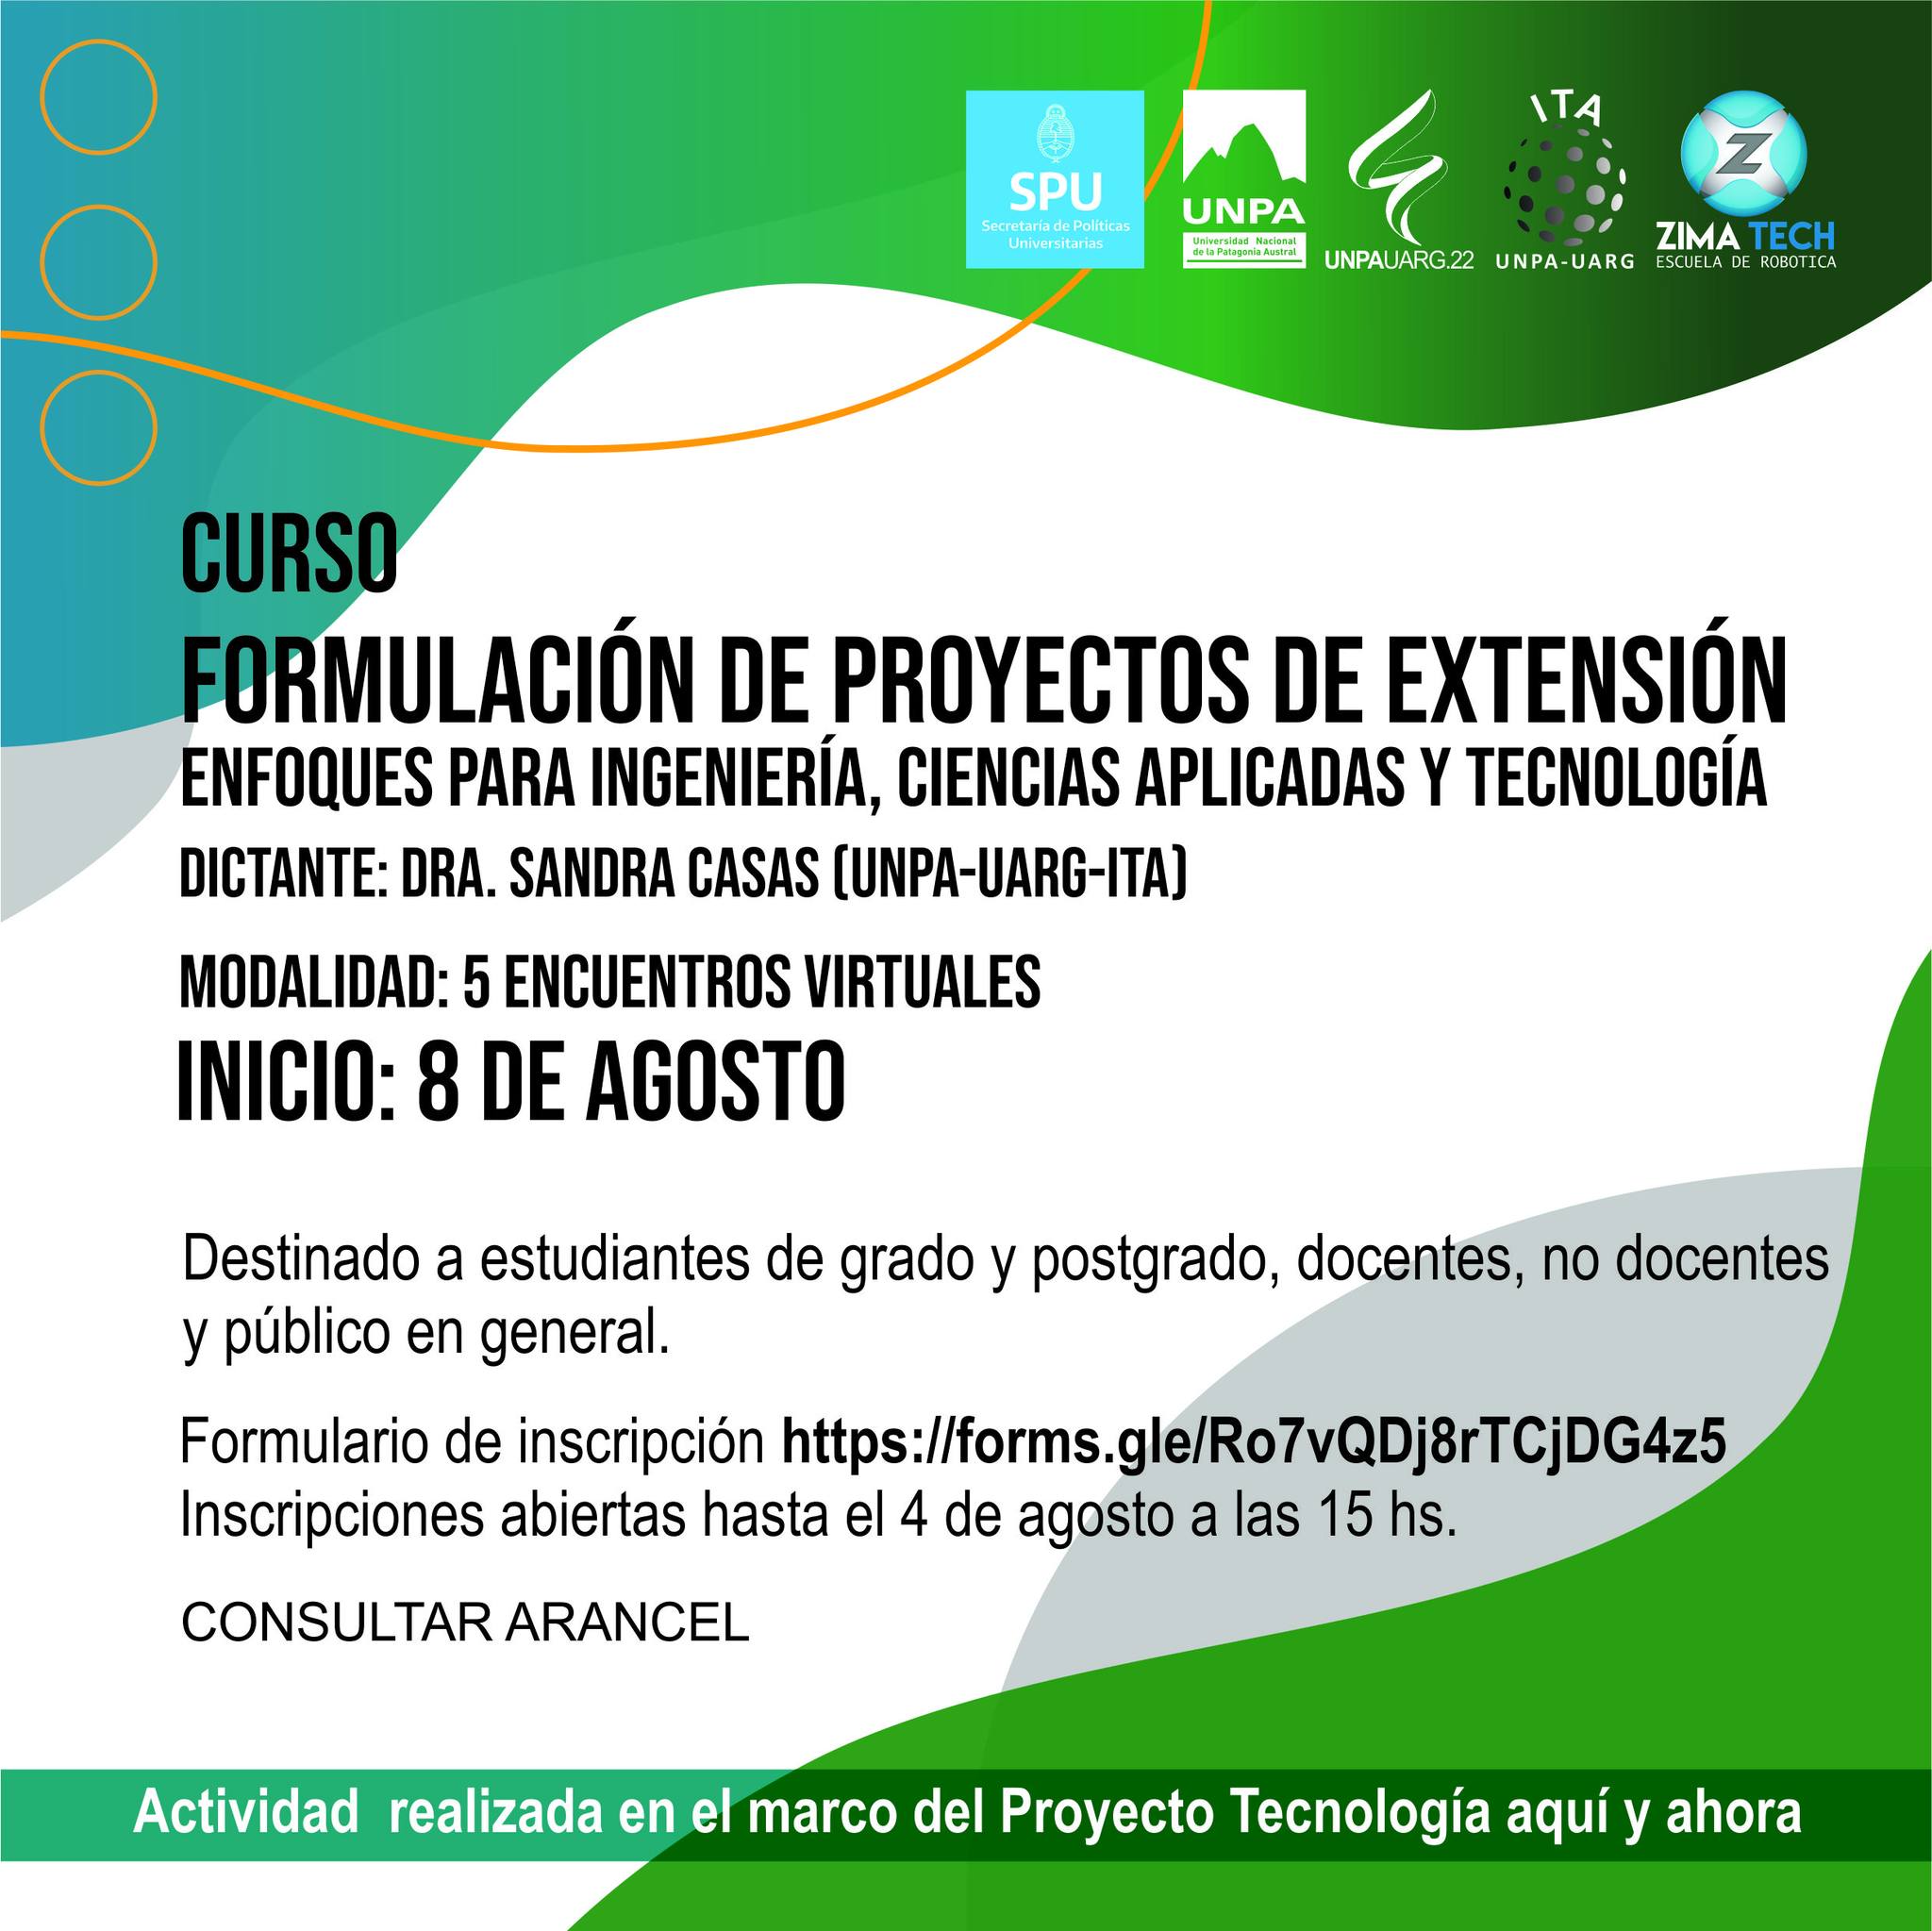 SPU
Secretaría de Políticas
Universitarias
UNPA
Universidad Nacional
de la Patagonia Austral
UNPAUARG.22
ITA
UNPA-UARG
Z
ZIMA TECH
ESCUELA DE ROBOTICA
CURSO
FORMULACIÓN DE PROYECTOS DE EXTENSIÓN
ENFOQUES PARA INGENIERÍA, CIENCIAS APLICADAS Y TECNOLOGÍA
DICTANTE: DRA. SANDRA CASAS (UNPA-UARG-ITA)
MODALIDAD: 5 ENCUENTROS VIRTUALES
INICIO: 8 DE AGOSTO
Destinado a estudiantes de grado y postgrado, docentes, no docentes
y público en general.
Formulario de inscripción https://forms.gle/Ro7vQDj8rTCjDG4z5
Inscripciones abiertas hasta el 4 de agosto a las 15 hs.
CONSULTAR ARANCEL
Actividad realizada en el marco del Proyecto Tecnología aquí y ahora